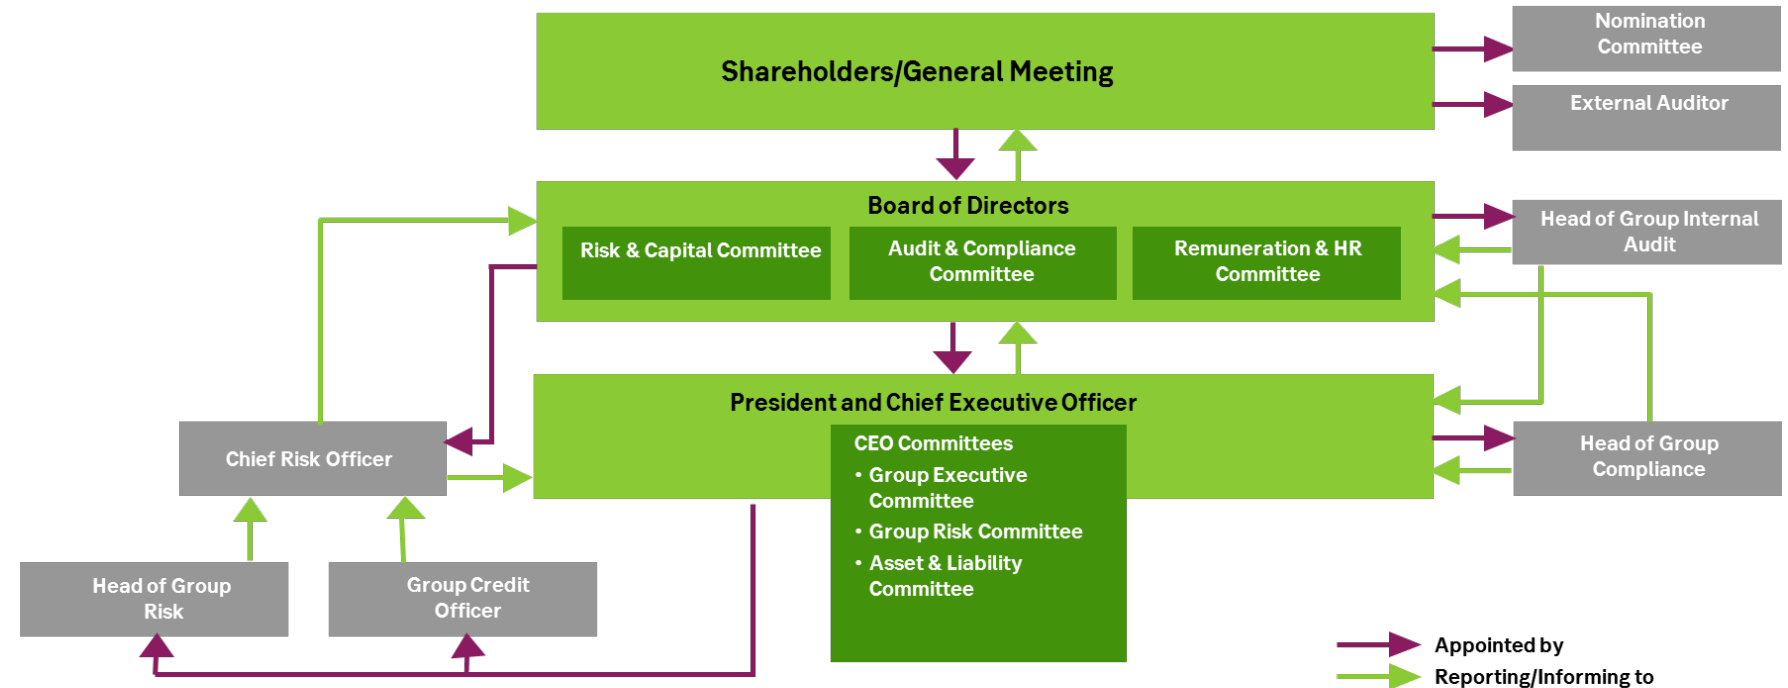 Shareholders/General Meeting
Nomination
Committee
External Auditor
Board of Directors
Risk & Capital Committee
Audit & Compliance
Committee
Remuneration & HR
Committee
Head of Group Internal
Audit
President and Chief Executive Officer
CEO Committees
• Group Executive
Committee
• Group Risk Committee
• Asset & Liability
Committee
Head of Group
Compliance
Chief Risk Officer
Head of Group
Risk
Group Credit
Officer
Appointed by
Reporting/Informing to